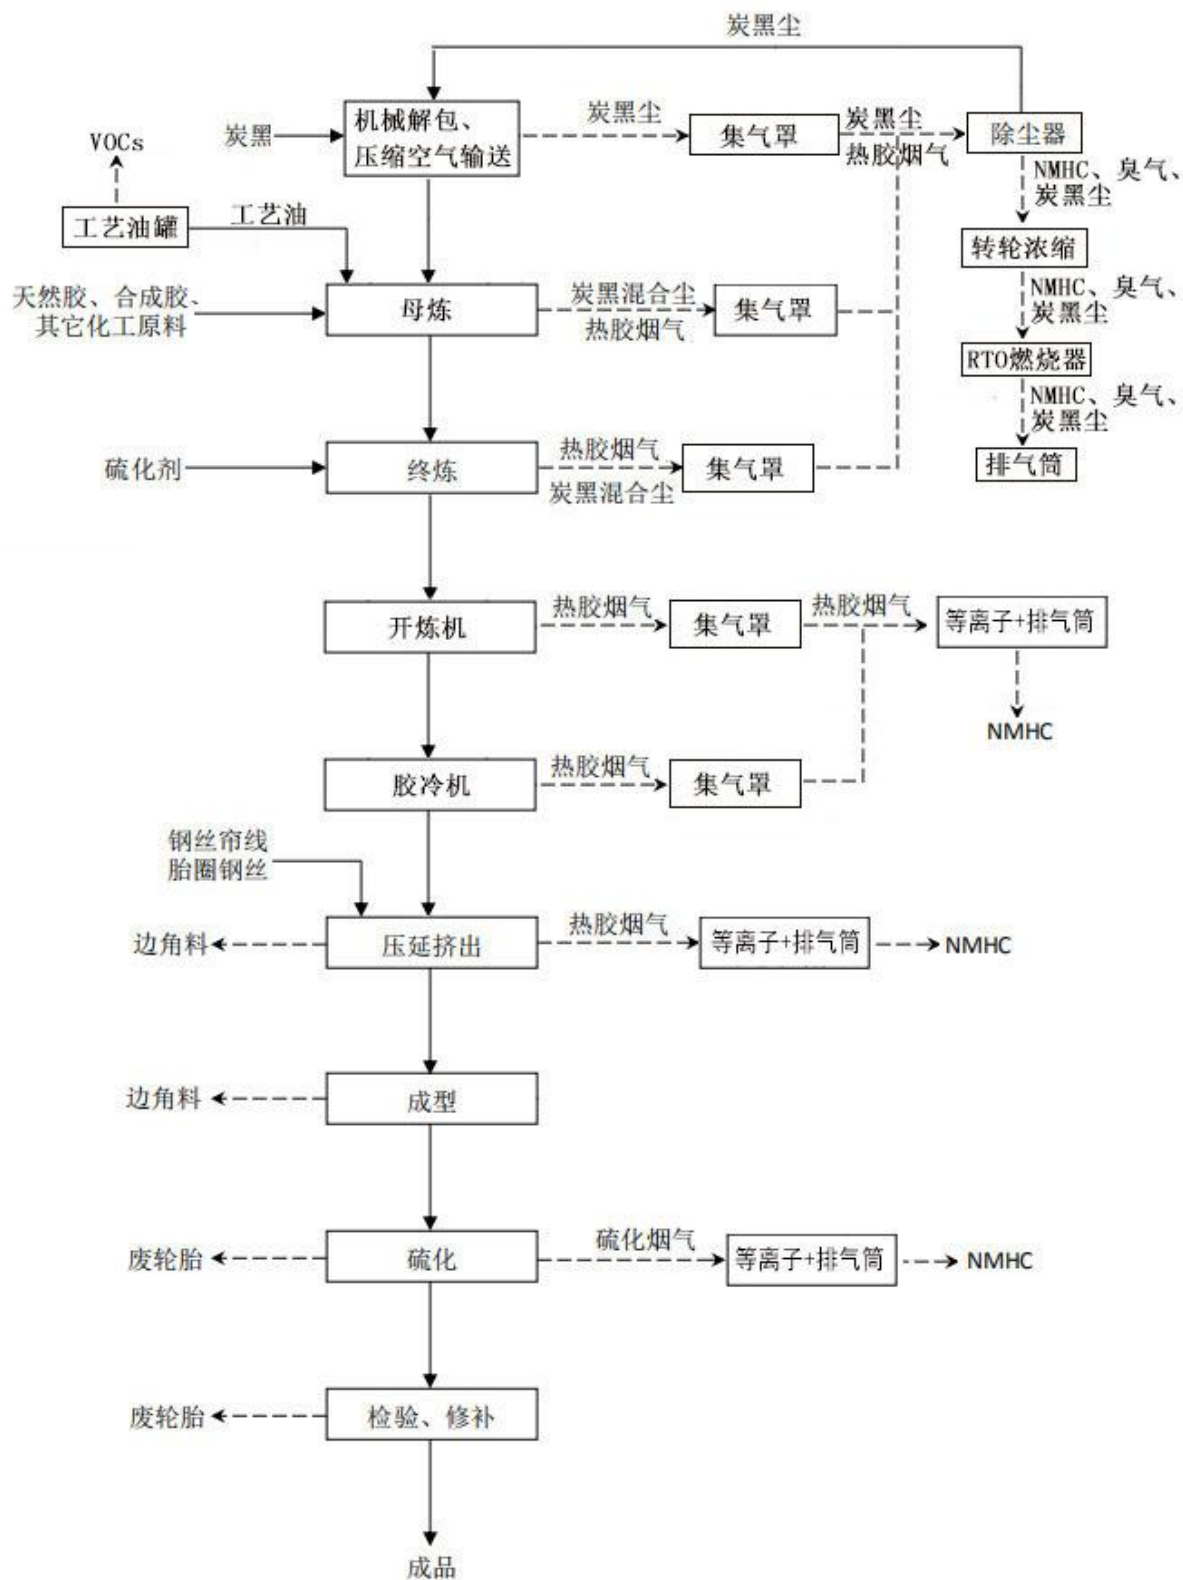 炭黑尘
炭黑
机械解包、
压缩空气输送
炭黑尘
集气罩
炭黑尘
热胶烟气
除尘器
VOCs
NMHC、臭气、
炭黑尘
工艺油罐
工艺油
转轮浓缩
天然胶、合成胶、
其它化工原料
母炼
炭黑混合尘
热胶烟气
集气罩
NMHC、臭气、
炭黑尘
RTO燃烧器
NMHC、臭气、
炭黑尘
硫化剂
终炼
热胶烟气
炭黑混合尘
集气罩
排气筒
开炼机
热胶烟气
集气罩
热胶烟气
等离子+排气筒
NMHC
胶冷机
热胶烟气
集气罩
钢丝帘线
胎圈钢丝
边角料
压延挤出
热胶烟气
等离子+排气筒
NMHC
边角料
成型
废轮胎
硫化
硫化烟气
等离子+排气筒
NMHC
废轮胎
检验、修补
成品